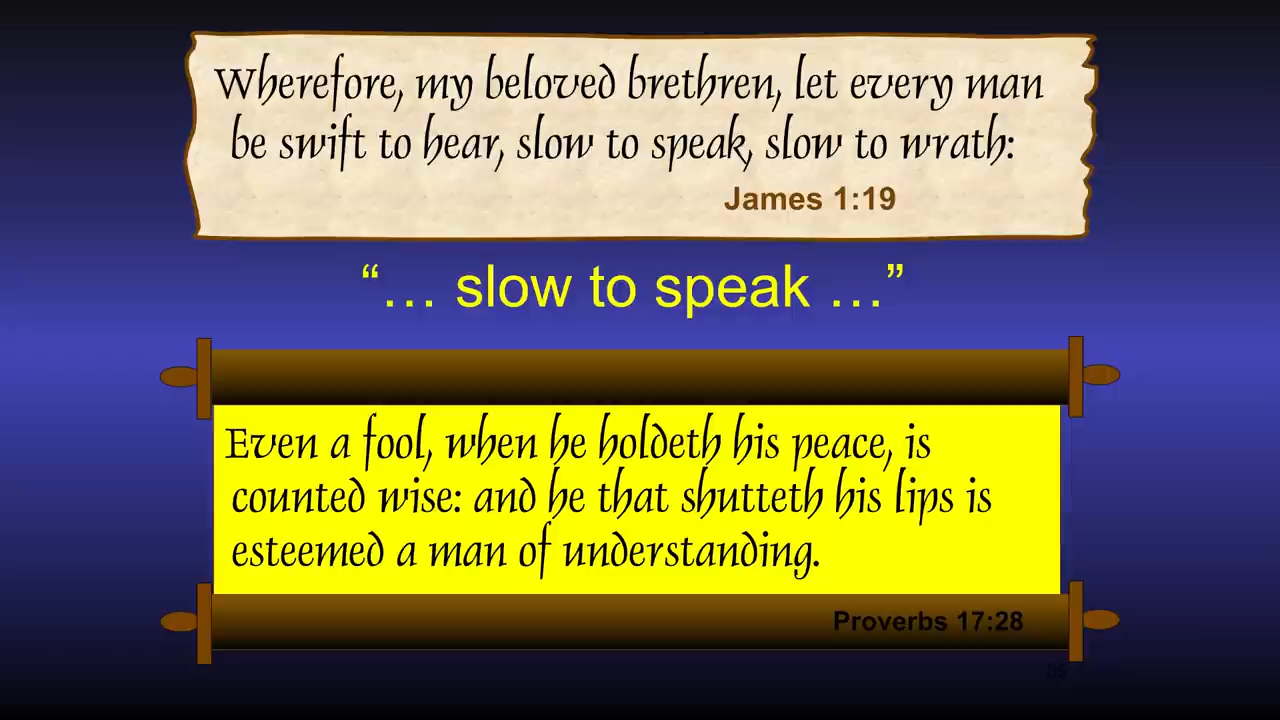 Wherefore, my beloved brethren, let every man
be swift to hear, slow to speak, slow to wrath:
James 1:19
“… slow to speak …”
Even a fool, when he holdeth his peace, is
counted wise: and he that shutteth his lips is
esteemed a man of understanding.
Proverbs 17:28